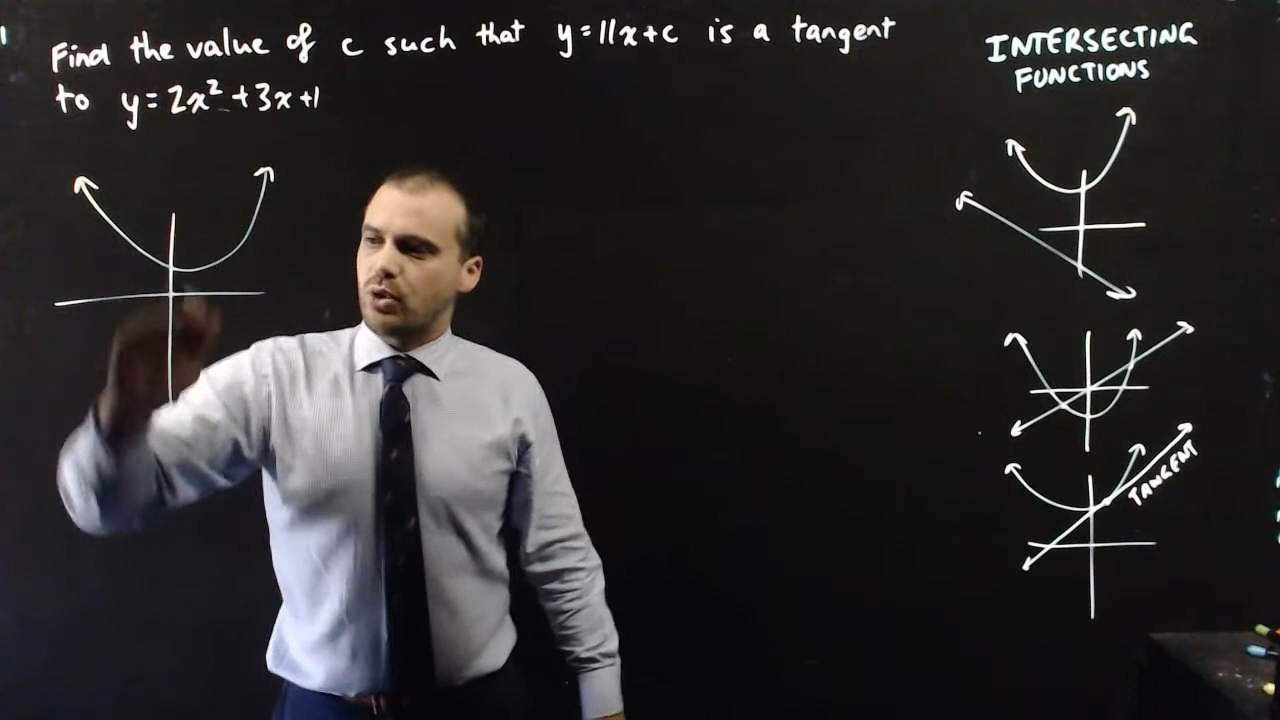 Find the value of c such that y=11x+c is a tangent
to y=2x²+3x+1
INTERSECTING
FUNCTIONS
TANGENT